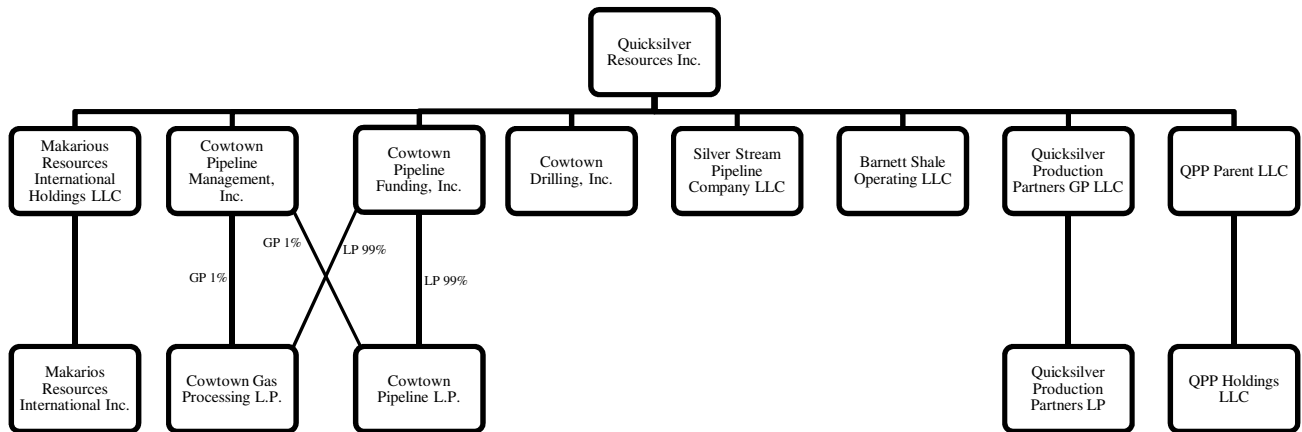 Quicksilver
Resources Inc.
Makarious
Resources
International
Holdings LLC
Cowtown
Pipeline
Management,
Inc.
Cowtown
Pipeline
Funding, Inc.
Cowtown
Drilling, Inc.
Silver Stream
Pipeline
Company LLC
Barnett Shale
Operating LLC
Quicksilver
Production
Partners GP LLC
QPP Parent LLC
GP 1%
LP 99%
GP 1%
LP 99%
Makarios
Resources
International Inc.
Cowtown Gas
Processing L.P.
Cowtown
Pipeline L.P.
Quicksilver
Production
Partners LP
QPP Holdings
LLC